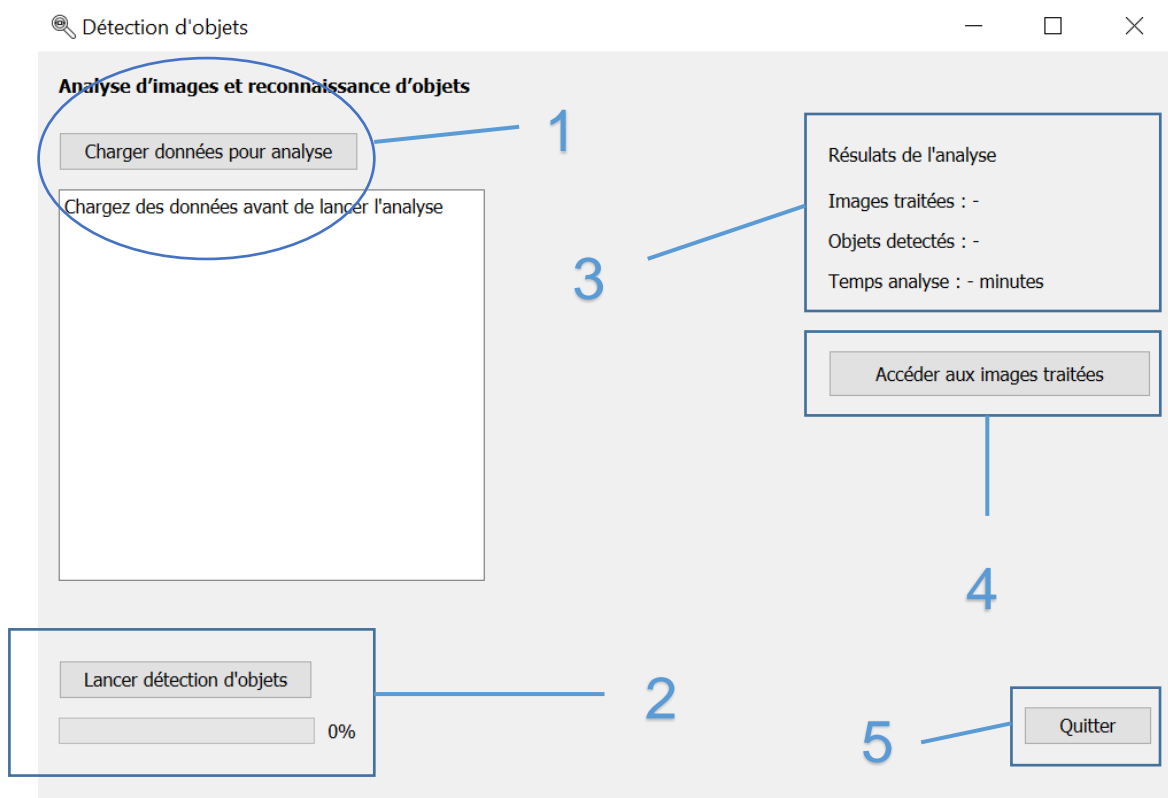 Détection d'objets
Analyse d’images et reconnaissance d’objets
1
Charger données pour analyse
Chargez des données avant de lancer l'analyse
Résulats de l'analyse
Images traitées : -
Objets detectés : -
Temps analyse : - minutes
3
Accéder aux images traitées
4
Lancer détection d'objets
0%
2
5
Quitter